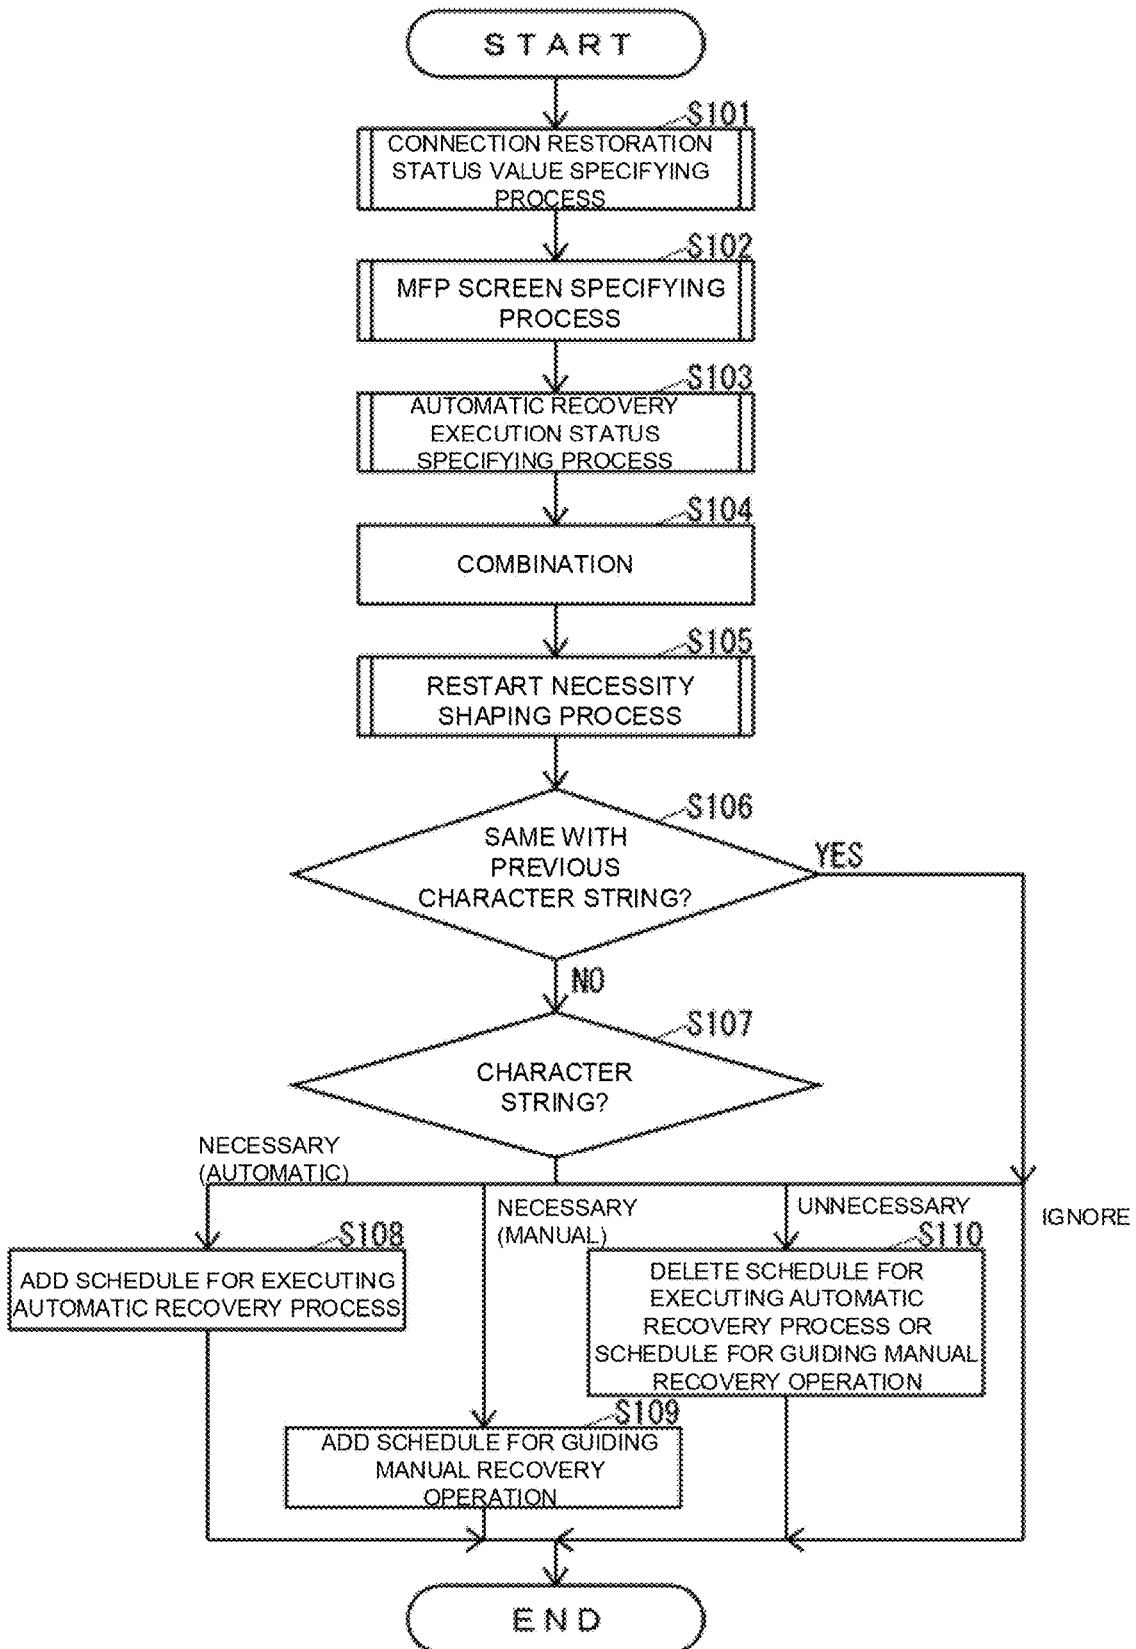 START
S101
CONNECTION RESTORATION
STATUS VALUE SPECIFYING
PROCESS
S102
MFP SCREEN SPECIFYING
PROCESS
S103
AUTOMATIC RECOVERY
EXECUTION STATUS
SPECIFYING PROCESS
S104
COMBINATION
S105
RESTART NECESSITY
SHAPING PROCESS
S106
SAME WITH
PREVIOUS
CHARACTER STRING?
YES
NO
S107
CHARACTER
STRING?
NECESSARY
(AUTOMATIC)
NECESSARY
(MANUAL)
UNNECESSARY
IGNORE
S108
ADD SCHEDULE FOR EXECUTING
AUTOMATIC RECOVERY PROCESS
S110
DELETE SCHEDULE FOR
EXECUTING AUTOMATIC
RECOVERY PROCESS OR
SCHEDULE FOR GUIDING MANUAL
RECOVERY OPERATION
S109
ADD SCHEDULE FOR GUIDING
MANUAL RECOVERY
OPERATION
END